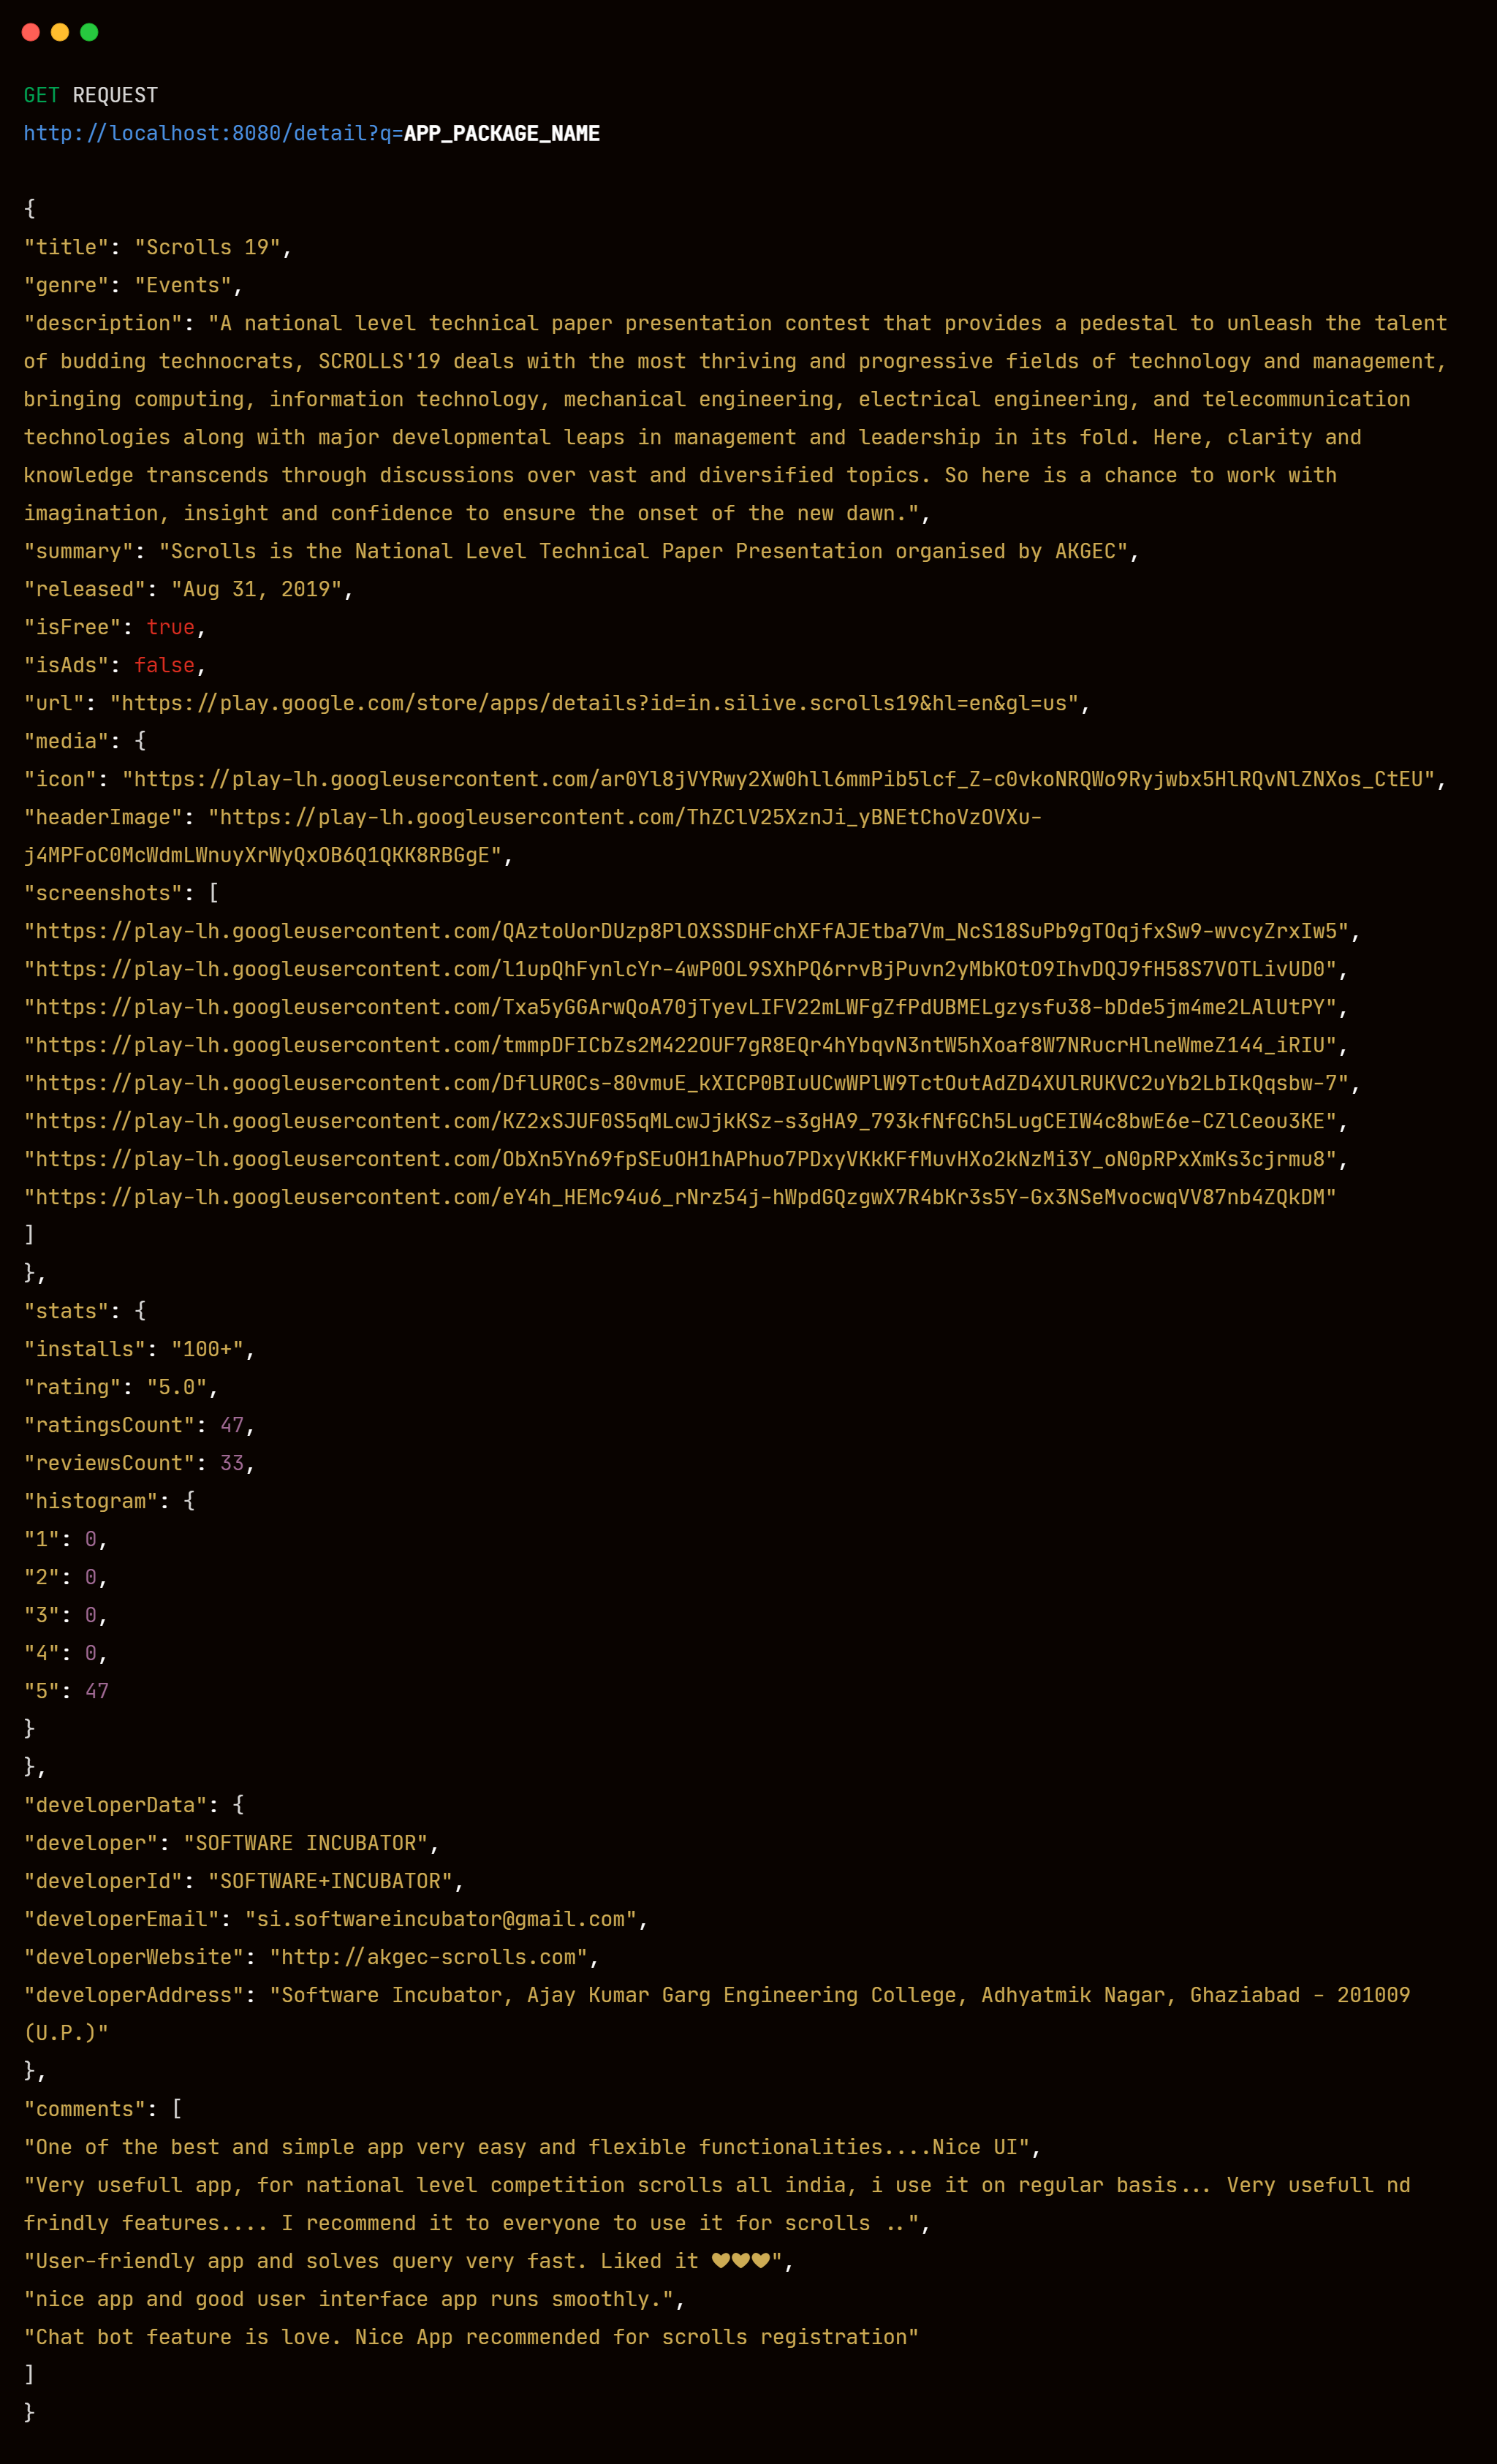 GET REQUEST
http://localhost:8080/detail?q=APP_PACKAGE_NAME
{
"title": "Scrolls 19",
"genre": "Events",
"description": "A national level technical paper presentation contest that provides a pedestal to unleash the talent
of budding technocrats, SCROLLS'19 deals with the most thriving and progressive fields of technology and management,
bringing computing, information technology, mechanical engineering, electrical engineering, and telecommunication
technologies along with major developmental leaps in management and leadership in its fold. Here, clarity and
knowledge transcends through discussions over vast and diversified topics. So here is a chance to work with
imagination, insight and confidence to ensure the onset of the new dawn.",
"summary": "Scrolls is the National Level Technical Paper Presentation organised by AKGEC",
"released": "Aug 31, 2019",
"isFree": true,
"isAds": false,
"url": "https://play.google.com/store/apps/details?id=in.silive.scrolls19&hl=en&gl=us",
"media": {
"icon": "https://play-lh.googleusercontent.com/ar0Yl8jVYRwy2Xw0hll6mmPib5lcf_Z-c0vkoNRQWo9Ryjwbx5HlRQvNlZNXos_CtEU",
"headerImage": "https://play-lh.googleusercontent.com/ThZClV25XznJi_yBNEtChoVzOVXu-
j4MPFoC0McWdmLWnuyXrWyQxOB6Q1QKK8RBGgE",
"screenshots": [
"https://play-lh.googleusercontent.com/QAztoUorDUzp8PlOXSSDHFchXFfAJEtba7Vm_NcS18SuPb9gTOqjfxSw9-wvcyZrxIw5",
"https://play-lh.googleusercontent.com/l1upQhFynlcYr-4wP0OL9SXhPQ6rrvBjPuvn2yMbKOtO9IhvDQJ9fH58S7VOTLivUD0",
"https://play-lh.googleusercontent.com/Txa5yGGArwQoA70jTyevLIFV22mLWFgZfPdUBMELgzysfu38-bDde5jm4me2LAlUtPY",
"https://play-lh.googleusercontent.com/tmmpDFICbZs2M422OUF7gR8EQr4hYbqvN3ntW5hXoaf8W7NRucrHlneWmeZ144_iRIU",
"https://play-lh.googleusercontent.com/DflUR0Cs-80vmuE_kXICP0BIuUCwWPlW9TctOutAdZD4XUlRUKVC2uYb2LbIkQqsbw-7",
"https://play-lh.googleusercontent.com/KZ2xSJUF0S5qMLcwJjkKSz-s3gHA9_793kfNfGCh5LugCEIW4c8bwE6e-CZlCeou3KE",
"https://play-lh.googleusercontent.com/ObXn5Yn69fpSEuOH1hAPhuo7PDxyVKkKFfMuvHXo2kNzMi3Y_oN0pRPxXmKs3cjrmu8",
"https://play-lh.googleusercontent.com/eY4h_HEMc94u6_rNrz54j-hWpdGQzgwX7R4bKr3s5Y-Gx3NSeMvocwqVV87nb4ZQkDM"
]
},
"stats": {
"installs": "100+",
"rating": "5.0",
"ratingsCount": 47,
"reviewsCount": 33,
"histogram": {
"1": 0,
"2": 0,
"3": 0,
"4": 0,
"5": 47
}
},
"developerData": {
"developer": "SOFTWARE INCUBATOR",
"developerId": "SOFTWARE+INCUBATOR",
"developerEmail": "si.softwareincubator@gmail.com",
"developerWebsite": "http://akgec-scrolls.com",
"developerAddress": "Software Incubator, Ajay Kumar Garg Engineering College, Adhyatmik Nagar, Ghaziabad - 201009
(U.P.)"
},
"comments": [
"One of the best and simple app very easy and flexible functionalities....Nice UI",
"Very usefull app, for national level competition scrolls all india, i use it on regular basis... Very usefull nd
frindly features.... I recommend it to everyone to use it for scrolls ..",
"User-friendly app and solves query very fast. Liked it ♥♥♥",
"nice app and good user interface app runs smoothly.",
"Chat bot feature is love. Nice App recommended for scrolls registration"
]
}